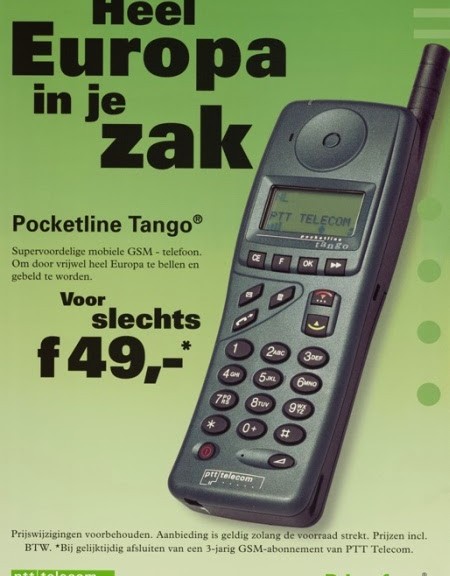 Heel
Europa
in je
zak
Pocketline Tango®
Supervoordelige mobiele GSM - telefoon.
Om door vrijwel heel Europa te bellen en
gebeld te worden.
Voor
slechts
f 49,-*
NL
PTT TELECOM
pocketline
tango
CE F OK
1 2ABC 3DEF
4GHI 5JKL 6MNO
7PQRS 8TUV 9WXYZ
* 0+ #
ptt telecom
Prijswijzigingen voorbehouden. Aanbieding is geldig zolang de voorraad strekt. Prijzen incl.
BTW. *Bij gelijktijdig afsluiten van een 3-jarig GSM-abonnement van PTT Telecom.
ptt telecom